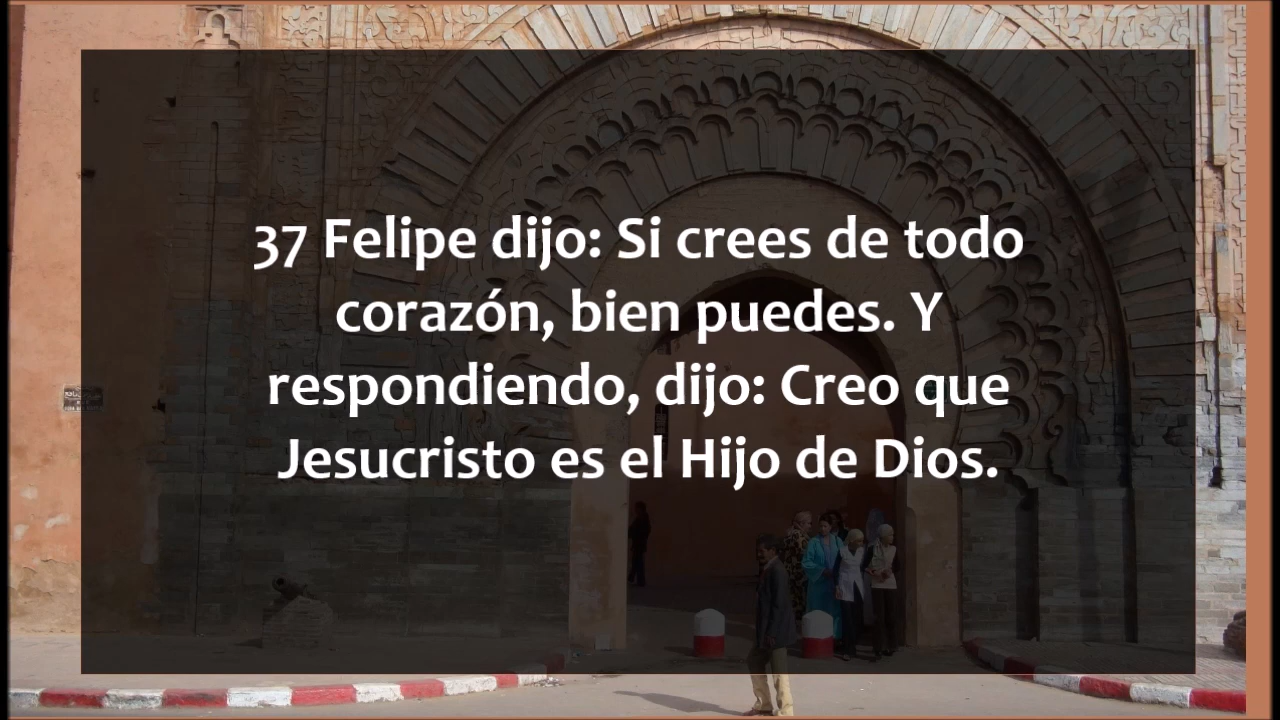 37 Felipe dijo: Si crees de todo
corazón, bien puedes. Y
respondiendo, dijo: Creo que
Jesucristo es el Hijo de Dios.